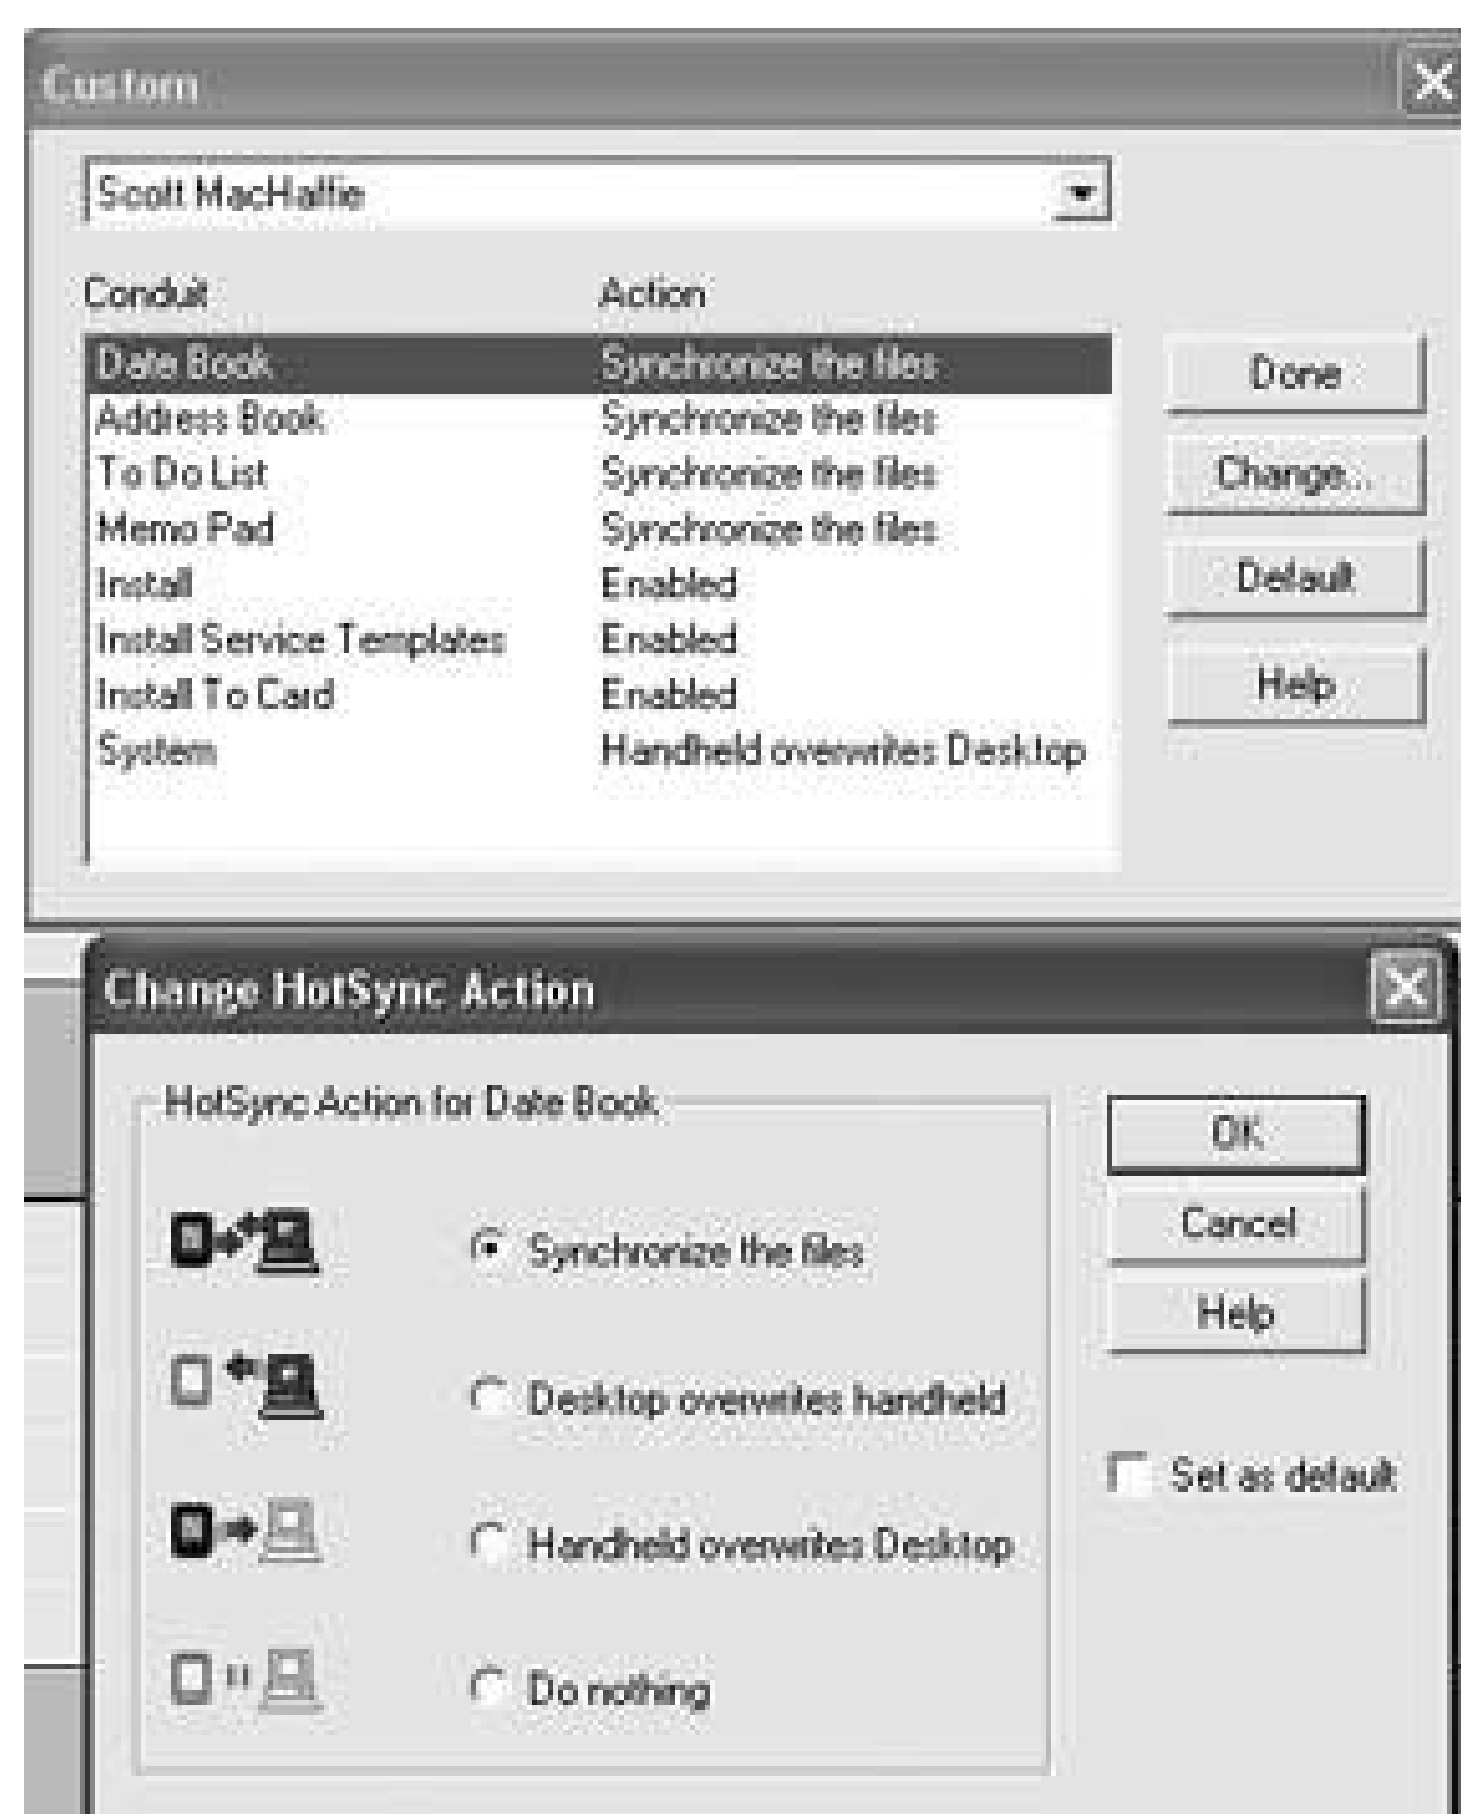 Custom
Scott MacHaffie
Conduit Action
Date Book Synchronize the files
Address Book Synchronize the files
To Do List Synchronize the files
Memo Pad Synchronize the files
Install Enabled
Install Service Templates Enabled
Install To Card Enabled
System Handheld overwrites Desktop
Done
Change...
Default
Help
Change HotSync Action
HotSync Action for Date Book
Synchronize the files
Desktop overwrites handheld
Handheld overwrites Desktop
Do nothing
OK
Cancel
Help
Set as default